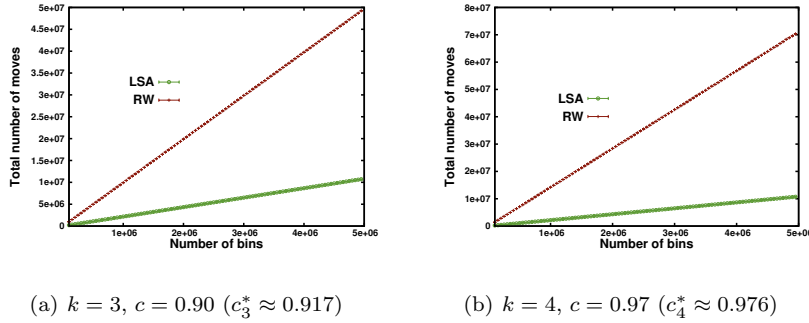 5e+07
4.5e+07
4e+07
3.5e+07
3e+07
2.5e+07
2e+07
1.5e+07
1e+07
5e+06
0
Total number of moves
LSA
RW
1e+06 2e+06 3e+06 4e+06 5e+06
Number of bins
(a) k = 3, c = 0.90 (c*₃ ≈ 0.917)
8e+07
7e+07
6e+07
5e+07
4e+07
3e+07
2e+07
1e+07
0
Total number of moves
LSA
RW
1e+06 2e+06 3e+06 4e+06 5e+06
Number of bins
(b) k = 4, c = 0.97 (c*₄ ≈ 0.976)